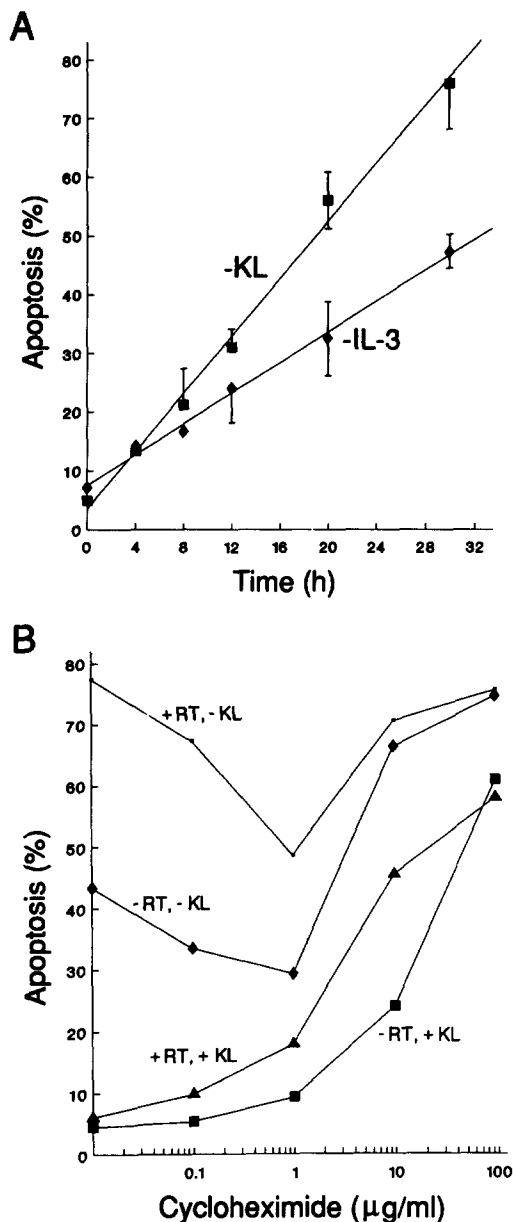 A
Apoptosis (%)
80
70
60
50
40
30
20
10
0
-KL
-IL-3
0 4 8 12 16 20 24 28 32
Time (h)
B
Apoptosis (%)
80
70
60
50
40
30
20
10
0
+RT, -KL
-RT, -KL
+RT, +KL
-RT, +KL
0.1 1 10 100
Cycloheximide (μg/ml)